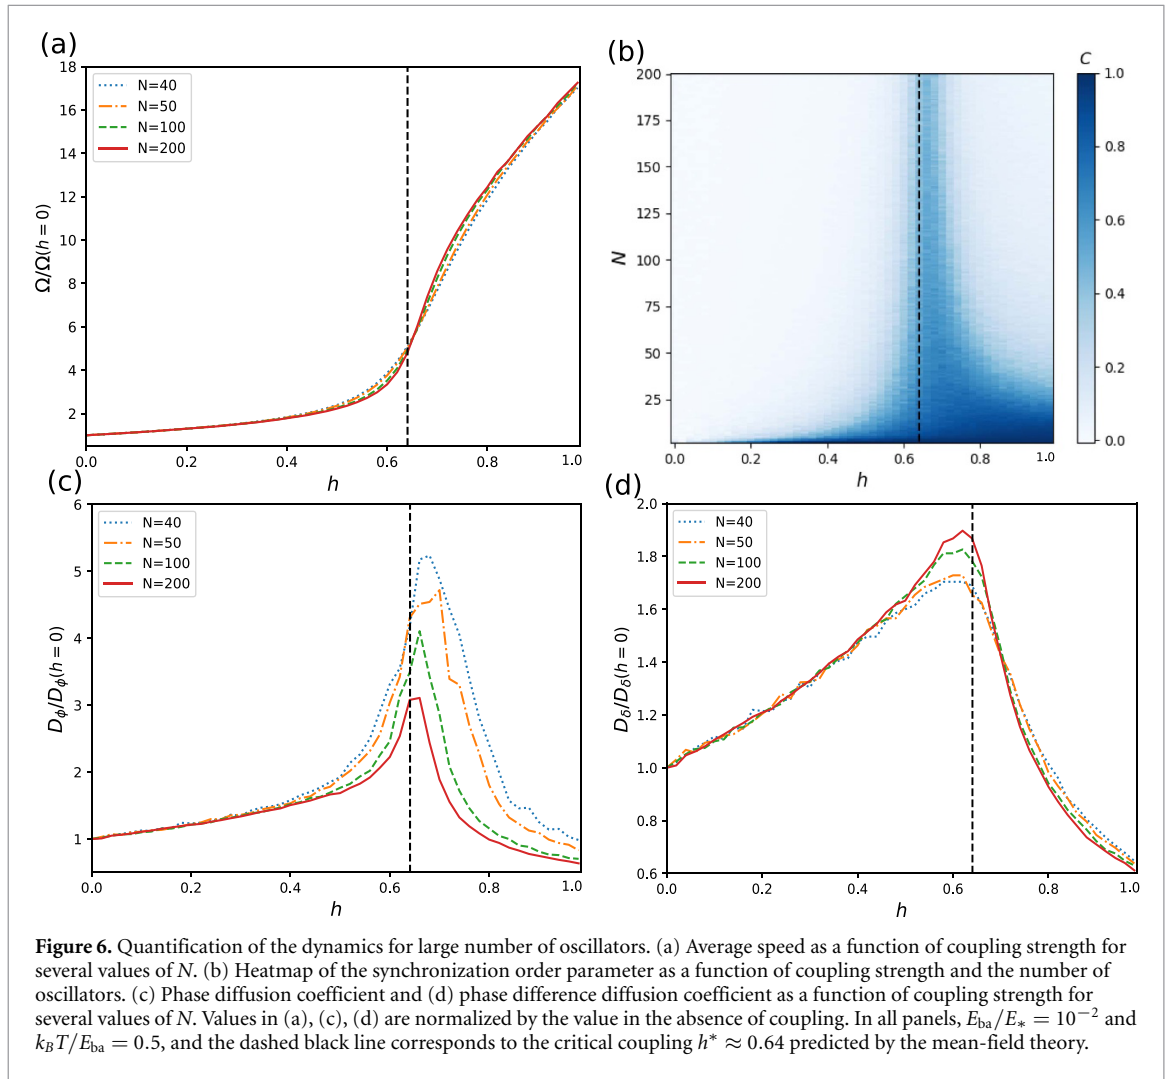 (a)
18
16
14
12
10
8
6
4
2
Ω/Ω(h = 0)
N=40
N=50
N=100
N=200
0.0 0.2 0.4 0.6 0.8 1.0
h
(b)
200
175
150
125
100
75
50
25
N
0.0 0.2 0.4 0.6 0.8 1.0
h
C
1.0
0.8
0.6
0.4
0.2
0.0
(c)
6
5
4
3
2
1
D_ϕ/D_ϕ(h = 0)
N=40
N=50
N=100
N=200
0.0 0.2 0.4 0.6 0.8 1.0
h
(d)
2.0
1.8
1.6
1.4
1.2
1.0
0.8
0.6
D_δ/D_δ(h = 0)
N=40
N=50
N=100
N=200
0.0 0.2 0.4 0.6 0.8 1.0
h
Figure 6. Quantification of the dynamics for large number of oscillators. (a) Average speed as a function of coupling strength for
several values of N. (b) Heatmap of the synchronization order parameter as a function of coupling strength and the number of
oscillators. (c) Phase diffusion coefficient and (d) phase difference diffusion coefficient as a function of coupling strength for
several values of N. Values in (a), (c), (d) are normalized by the value in the absence of coupling. In all panels, E_ba/E_* = 10⁻² and
k_BT/E_ba = 0.5, and the dashed black line corresponds to the critical coupling h* ≈ 0.64 predicted by the mean-field theory.